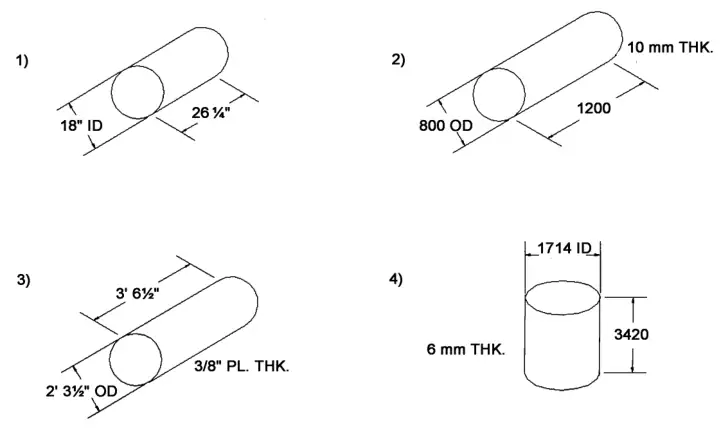 1)
18" ID
26 ¼"
2)
10 mm THK.
800 OD
1200
3)
3' 6½"
3/8" PL. THK.
2' 3½" OD
4)
1714 ID
6 mm THK.
3420